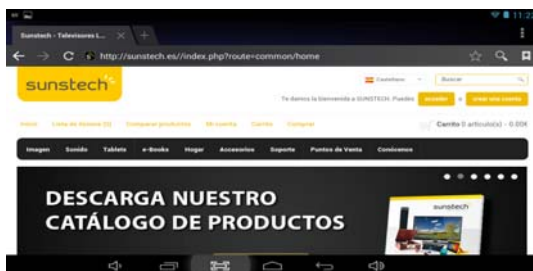 11:22
Sunstech - Televisores L...
http://sunstech.es//index.php?route=common/home
sunstech
Castellano
Buscar
Te damos la bienvenida a SUNSTECH. Puedes acceder o crear una cuenta
Inicio Lista de deseos (0) Comparar productos Mi cuenta Carrito Comprar
Carrito 0 artículo(s) - 0.00€
Imagen Sonido Tablets e-Books Hogar Accesorios Soporte Puntos de Venta Conócenos
DESCARGA NUESTRO
CATÁLOGO DE PRODUCTOS
sunstech